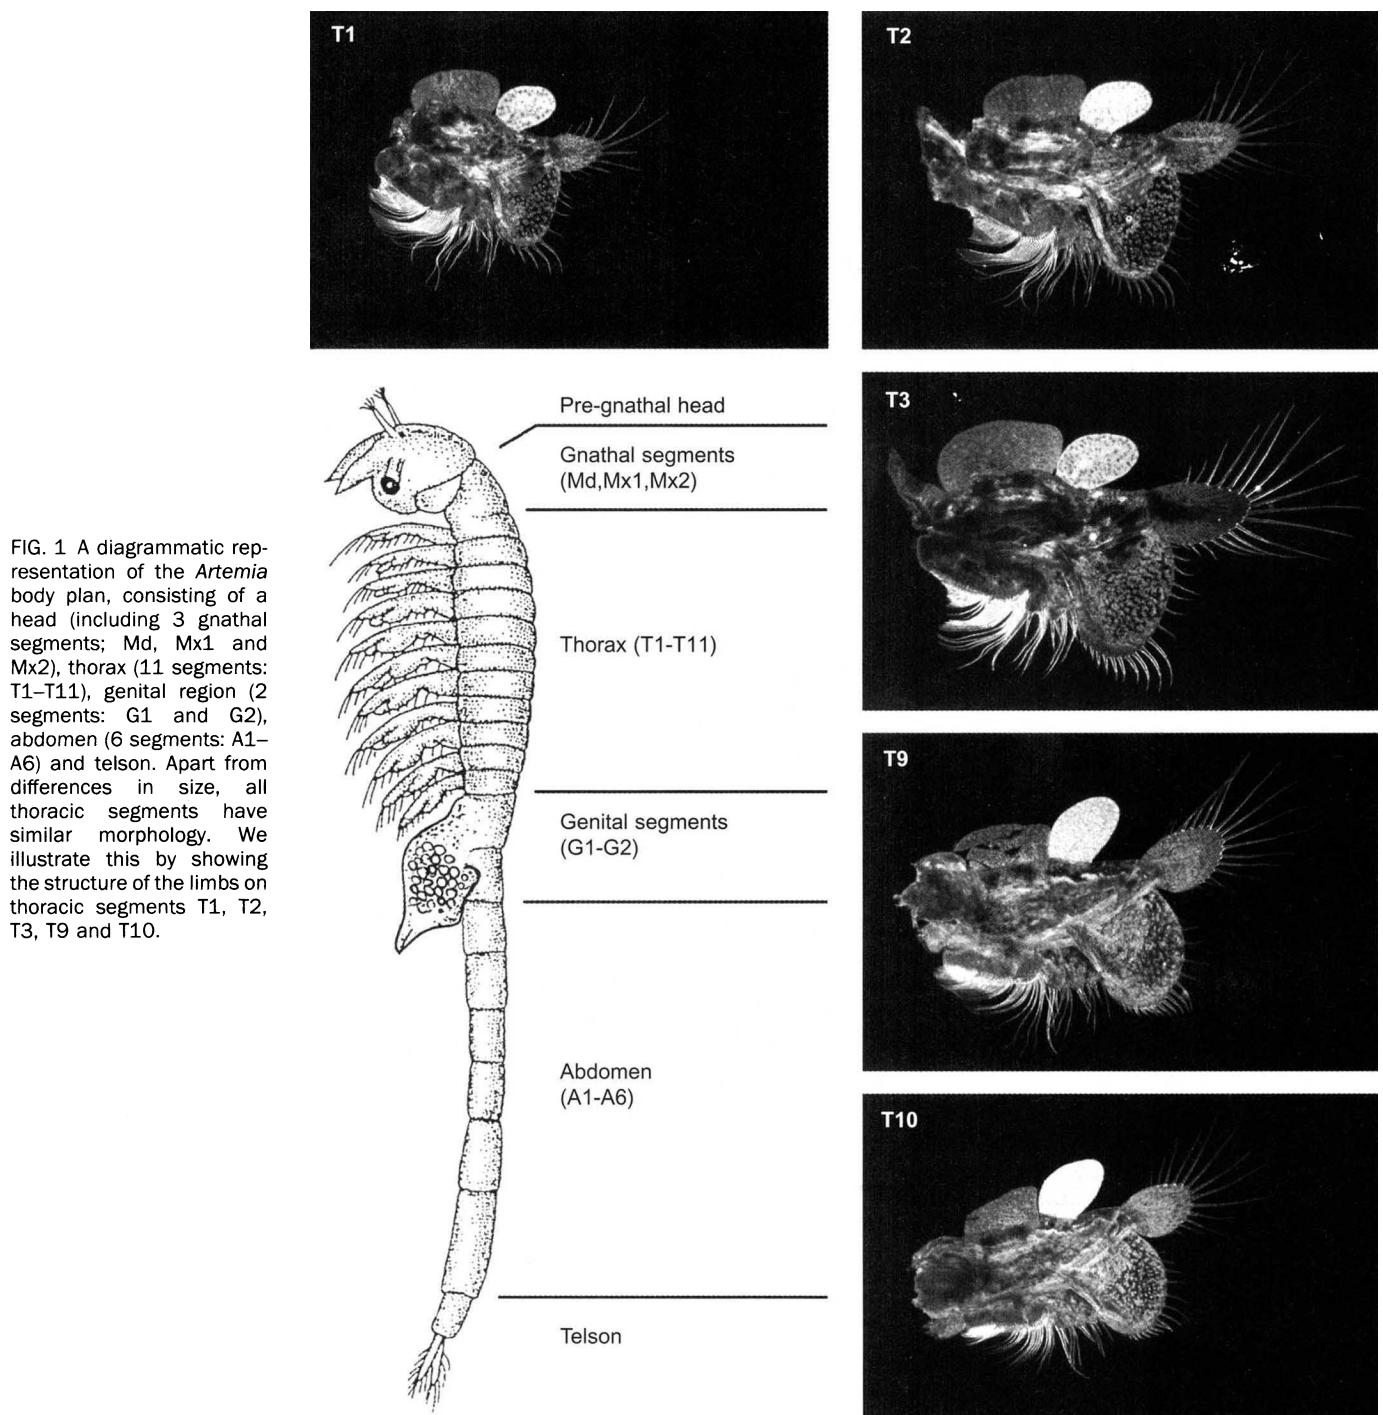 T1
T2
T3
T9
T10
Pre-gnathal head
Gnathal segments
(Md,Mx1,Mx2)
Thorax (T1-T11)
Genital segments
(G1-G2)
Abdomen
(A1-A6)
Telson
FIG. 1 A diagrammatic rep-
resentation of the Artemia
body plan, consisting of a
head (including 3 gnathal
segments; Md, Mx1 and
Mx2), thorax (11 segments:
T1–T11), genital region (2
segments: G1 and G2),
abdomen (6 segments: A1–
A6) and telson. Apart from
differences in size, all
thoracic segments have
similar morphology. We
illustrate this by showing
the structure of the limbs on
thoracic segments T1, T2,
T3, T9 and T10.